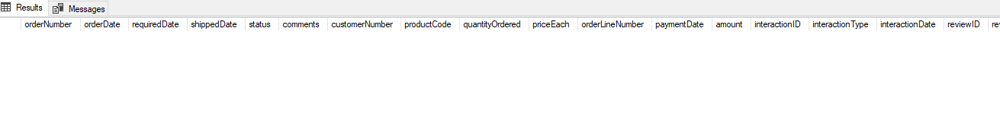 Results Messages
orderNumber orderDate requiredDate shippedDate status comments customerNumber productCode quantityOrdered priceEach orderLineNumber paymentDate amount interactionID interactionType interactionDate reviewID